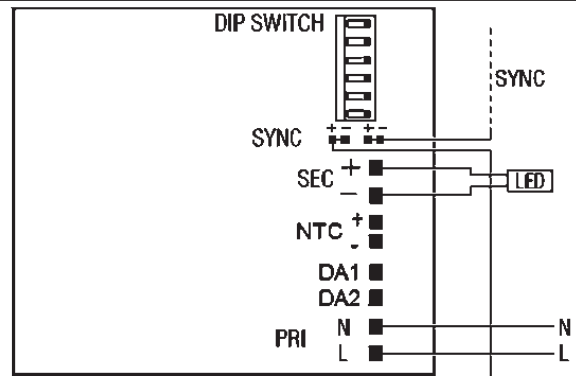 DIP SWITCH
SYNC
+ - + -
SYNC
SEC +
LED
-
NTC +
-
DA1
DA2
PRI N N
L L